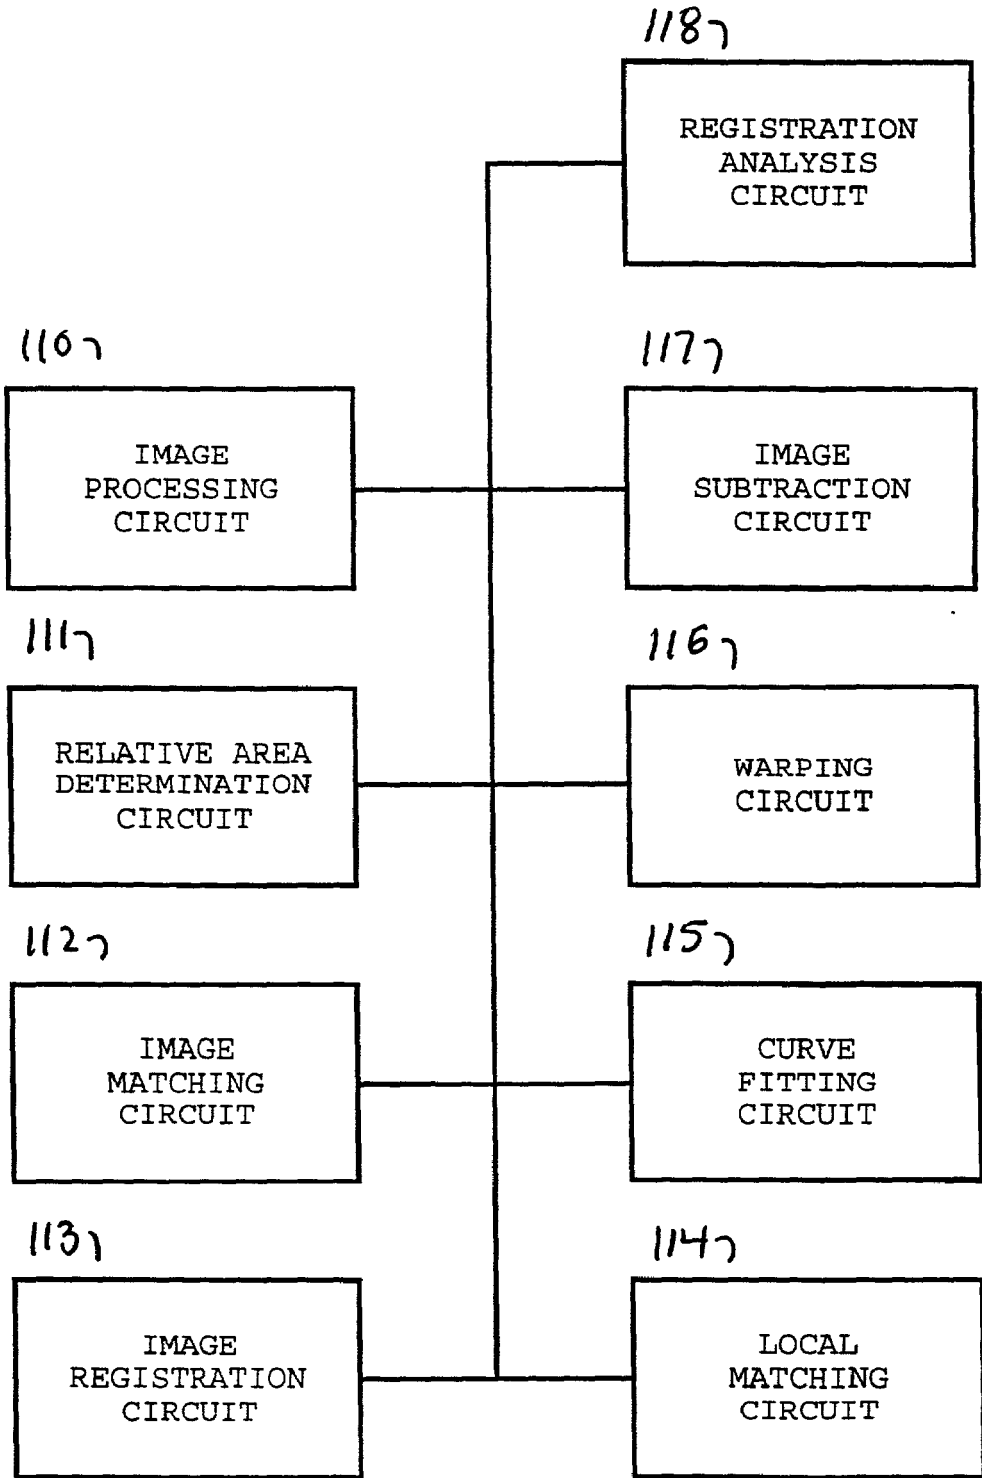 118
REGISTRATION
ANALYSIS
CIRCUIT
110
IMAGE
PROCESSING
CIRCUIT
117
IMAGE
SUBTRACTION
CIRCUIT
111
RELATIVE AREA
DETERMINATION
CIRCUIT
116
WARPING
CIRCUIT
112
IMAGE
MATCHING
CIRCUIT
115
CURVE
FITTING
CIRCUIT
113
IMAGE
REGISTRATION
CIRCUIT
114
LOCAL
MATCHING
CIRCUIT